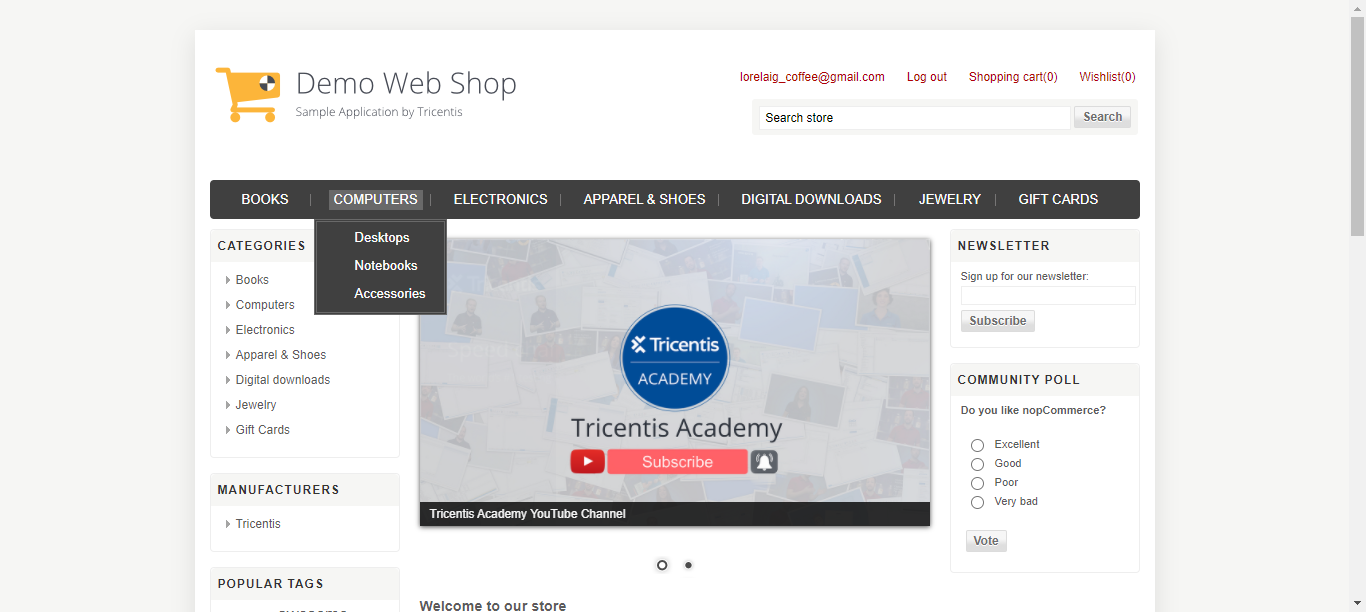 Demo Web Shop
Sample Application by Tricentis
lorelaig_coffee@gmail.com Log out Shopping cart(0) Wishlist(0)
Search store Search
BOOKS COMPUTERS ELECTRONICS APPAREL & SHOES DIGITAL DOWNLOADS JEWELRY GIFT CARDS
Desktops
Notebooks
Accessories
CATEGORIES
Books
Computers
Electronics
Apparel & Shoes
Digital downloads
Jewelry
Gift Cards
MANUFACTURERS
Tricentis
POPULAR TAGS
Tricentis
ACADEMY
Tricentis Academy
Subscribe
Tricentis Academy YouTube Channel
Welcome to our store
NEWSLETTER
Sign up for our newsletter:
Subscribe
COMMUNITY POLL
Do you like nopCommerce?
Excellent
Good
Poor
Very bad
Vote